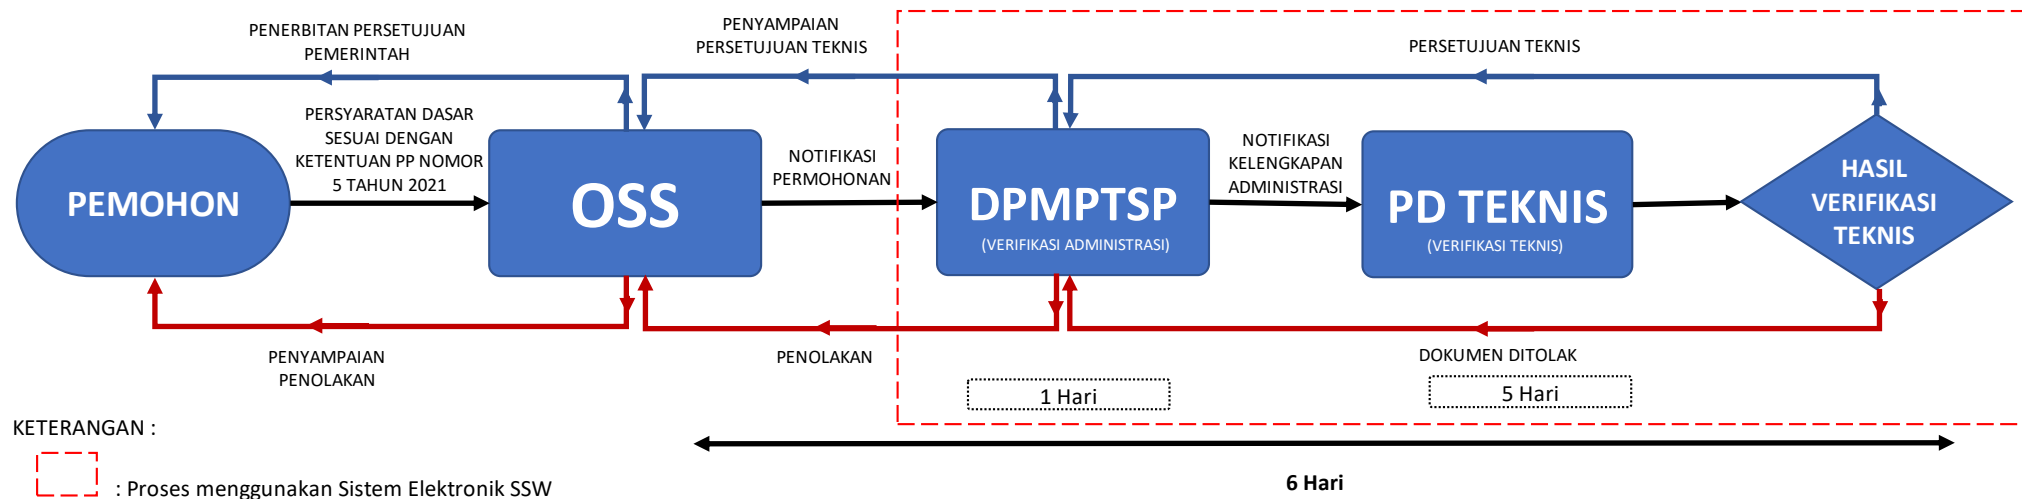 PENERBITAN PERSETUJUAN
PEMERINTAH
PENYAMPAIAN
PERSETUJUAN TEKNIS
PERSETUJUAN TEKNIS
PEMOHON
PERSYARATAN DASAR
SESUAI DENGAN
KETENTUAN PP NOMOR
5 TAHUN 2021
OSS
NOTIFIKASI
PERMOHONAN
DPMPTSP
(VERIFIKASI ADMINISTRASI)
NOTIFIKASI
KELENGKAPAN
ADMINISTRASI
PD TEKNIS
(VERIFIKASI TEKNIS)
HASIL
VERIFIKASI
TEKNIS
PENYAMPAIAN
PENOLAKAN
PENOLAKAN
DOKUMEN DITOLAK
1 Hari
5 Hari
6 Hari
KETERANGAN :
: Proses menggunakan Sistem Elektronik SSW